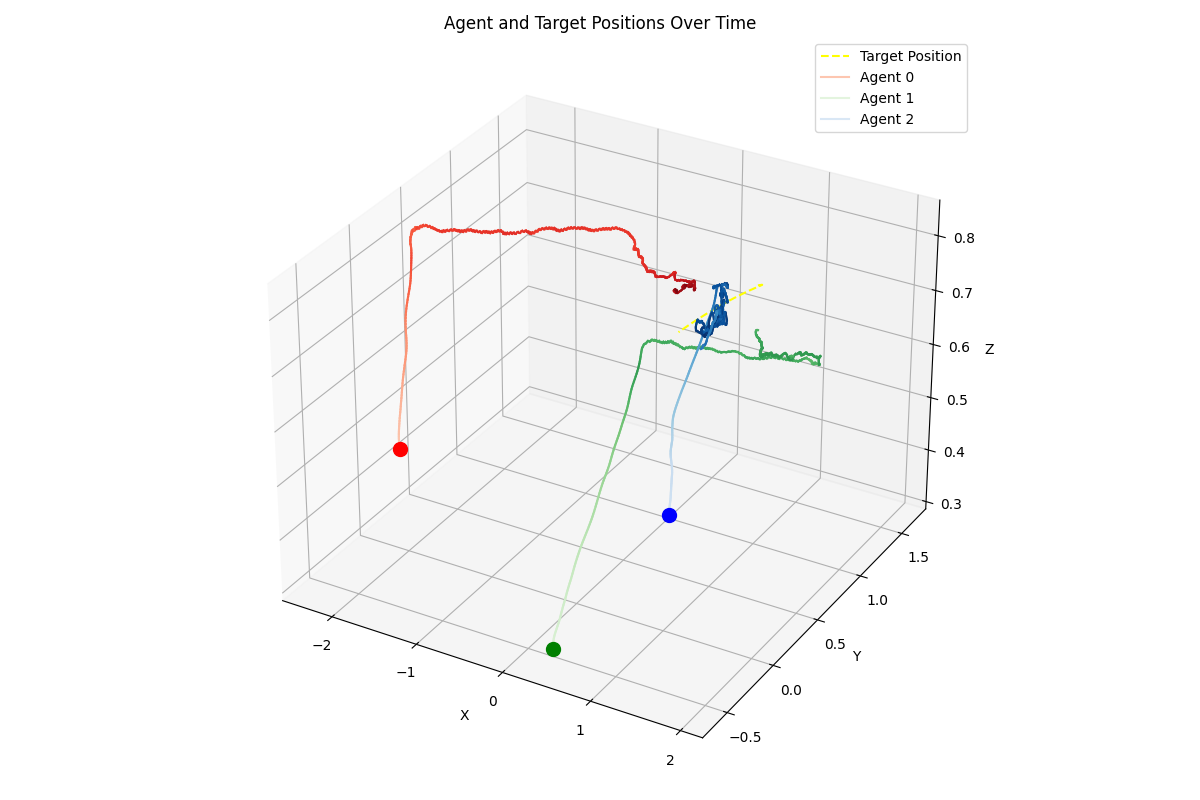 Agent and Target Positions Over Time
Target Position
Agent 0
Agent 1
Agent 2
0.8
0.7
0.6
0.5
0.4
0.3
Z
1.5
1.0
0.5
0.0
−0.5
Y
−2
−1
0
1
2
X